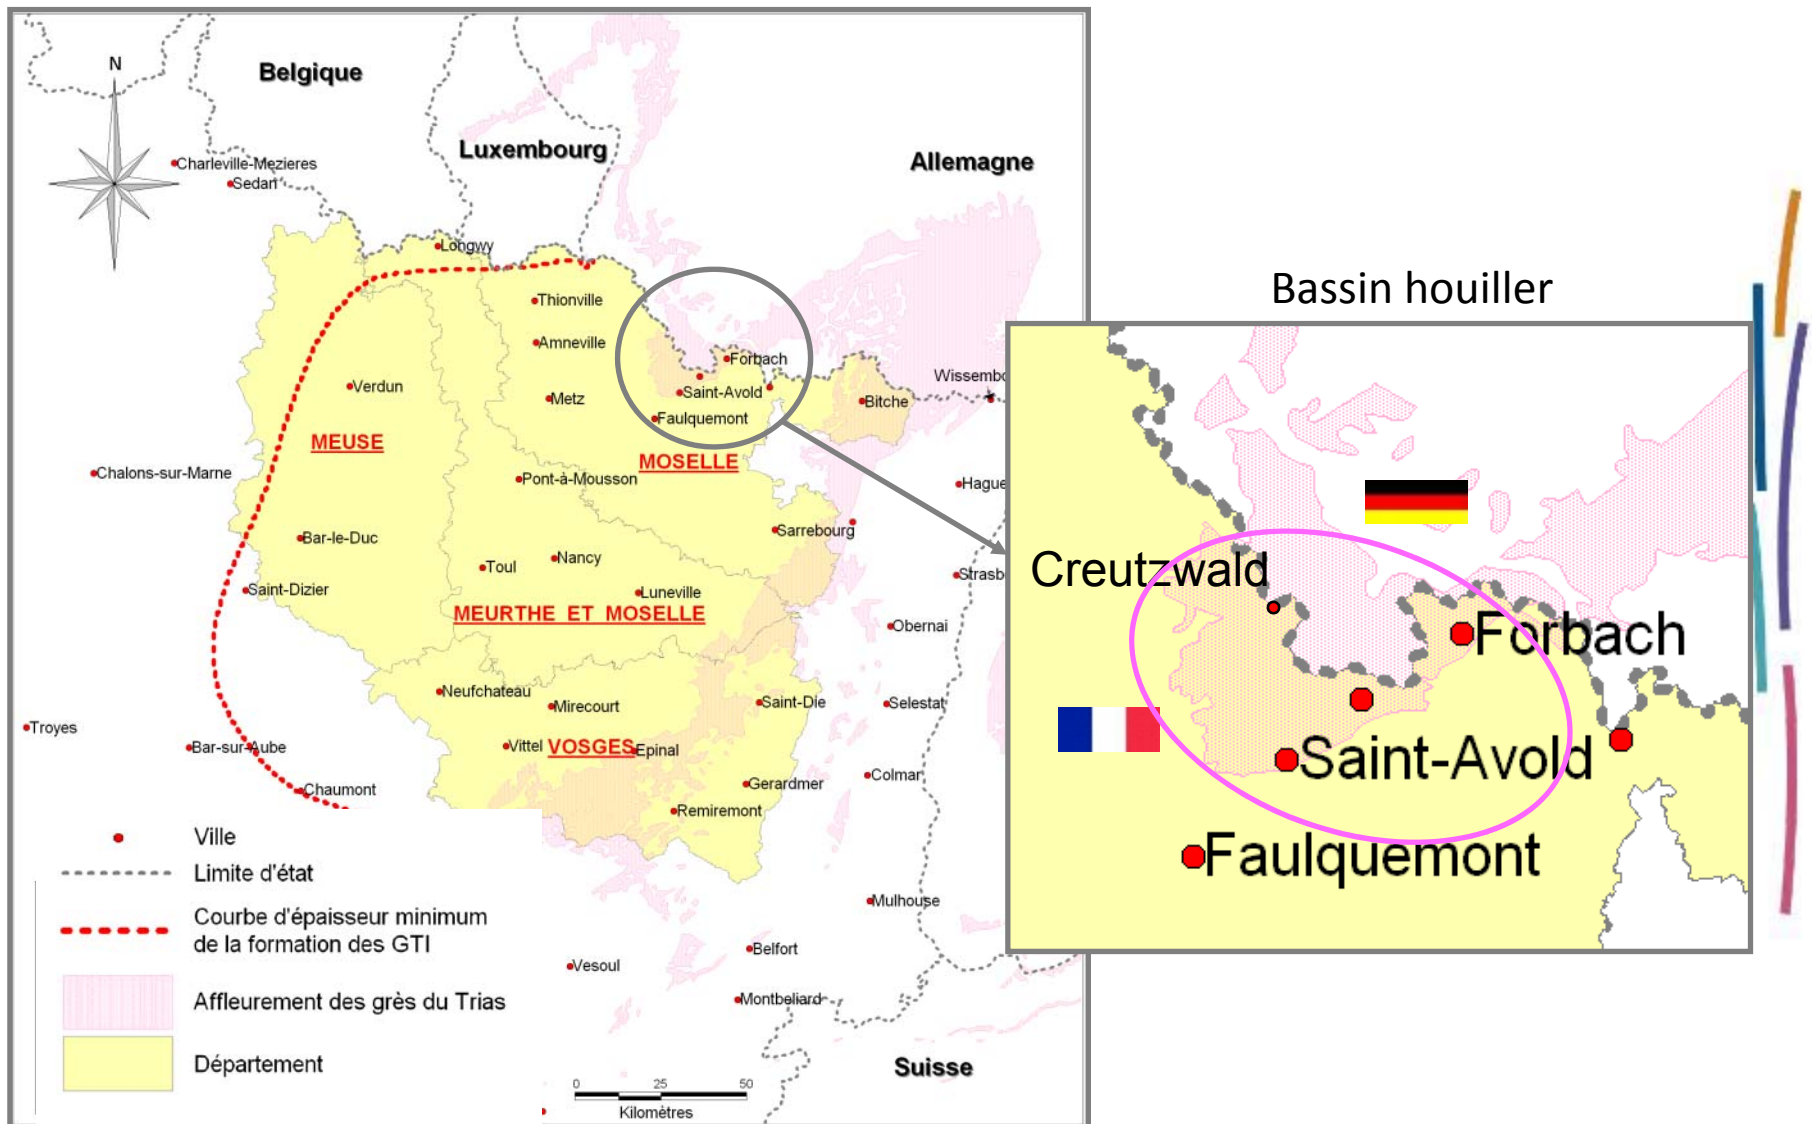 N
Belgique
Luxembourg
Allemagne
Charleville-Mezieres
Sedan
Longwy
Thionville
Amneville
Verdun
Metz
Forbach
Saint-Avold
Faulquemont
Bitche
Wissembo
MEUSE
MOSELLE
Chalons-sur-Marne
Pont-à-Mousson
Hague
Sarrebourg
Bar-le-Duc
Toul
Nancy
Strasb
Saint-Dizier
Luneville
MEURTHE ET MOSELLE
Obernai
Neufchateau
Mirecourt
Saint-Die
Selestat
Troyes
Bar-sur-Aube
Vittel
VOSGES
Epinal
Chaumont
Gerardmer
Colmar
Remiremont
Mulhouse
Belfort
Vesoul
Montbeliard
Suisse
Ville
Limite d'état
Courbe d'épaisseur minimum
de la formation des GTI
Affleurement des grès du Trias
Département
0 25 50
Kilomètres
Bassin houiller
Creutzwald
Forbach
Saint-Avold
Faulquemont